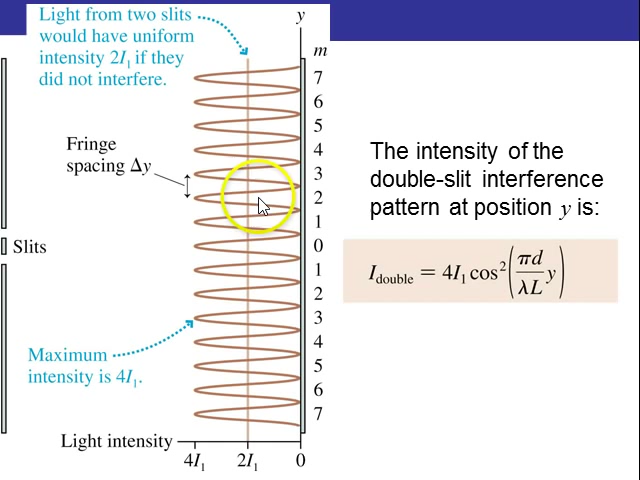 Light from two slits
would have uniform
intensity 2I₁ if they
did not interfere.
y
m
7
6
5
4
3
2
1
0
1
2
3
4
5
6
7
Fringe
spacing Δy
Slits
Maximum
intensity is 4I₁.
Light intensity
4I₁ 2I₁ 0
The intensity of the
double-slit interference
pattern at position y is:
I_double = 4I₁ cos²(πd/λL y)